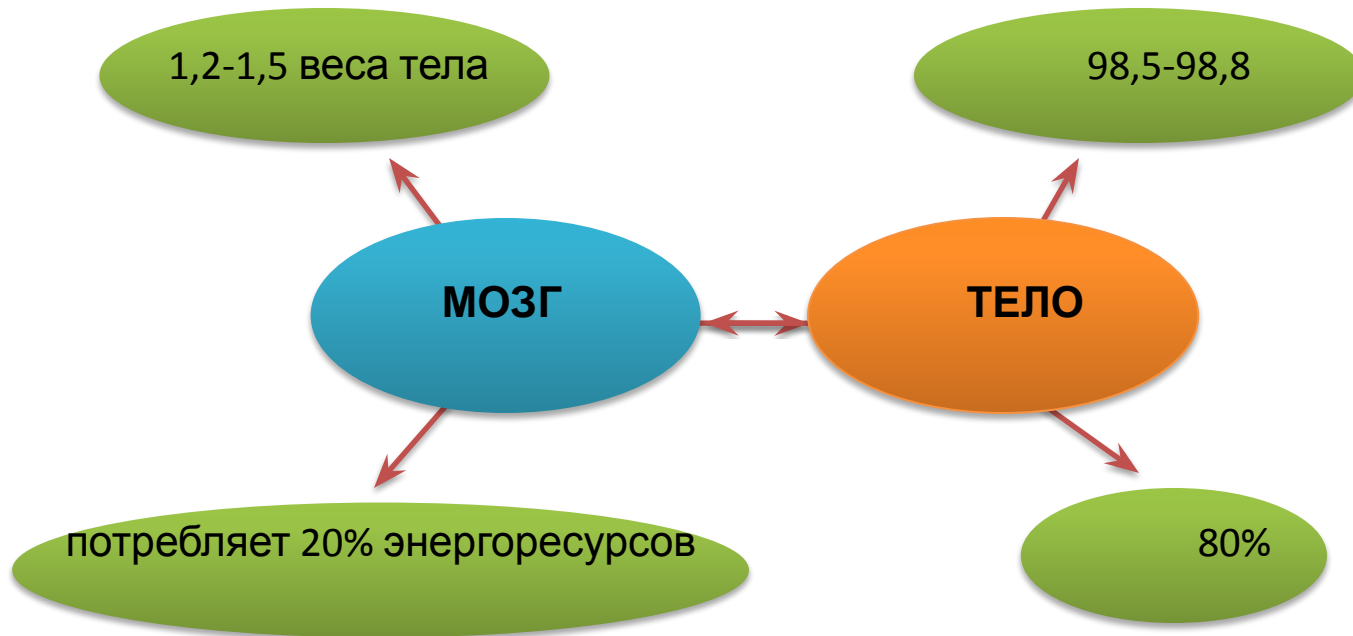 1,2-1,5 веса тела
98,5-98,8
МОЗГ
ТЕЛО
потребляет 20% энергоресурсов
80%